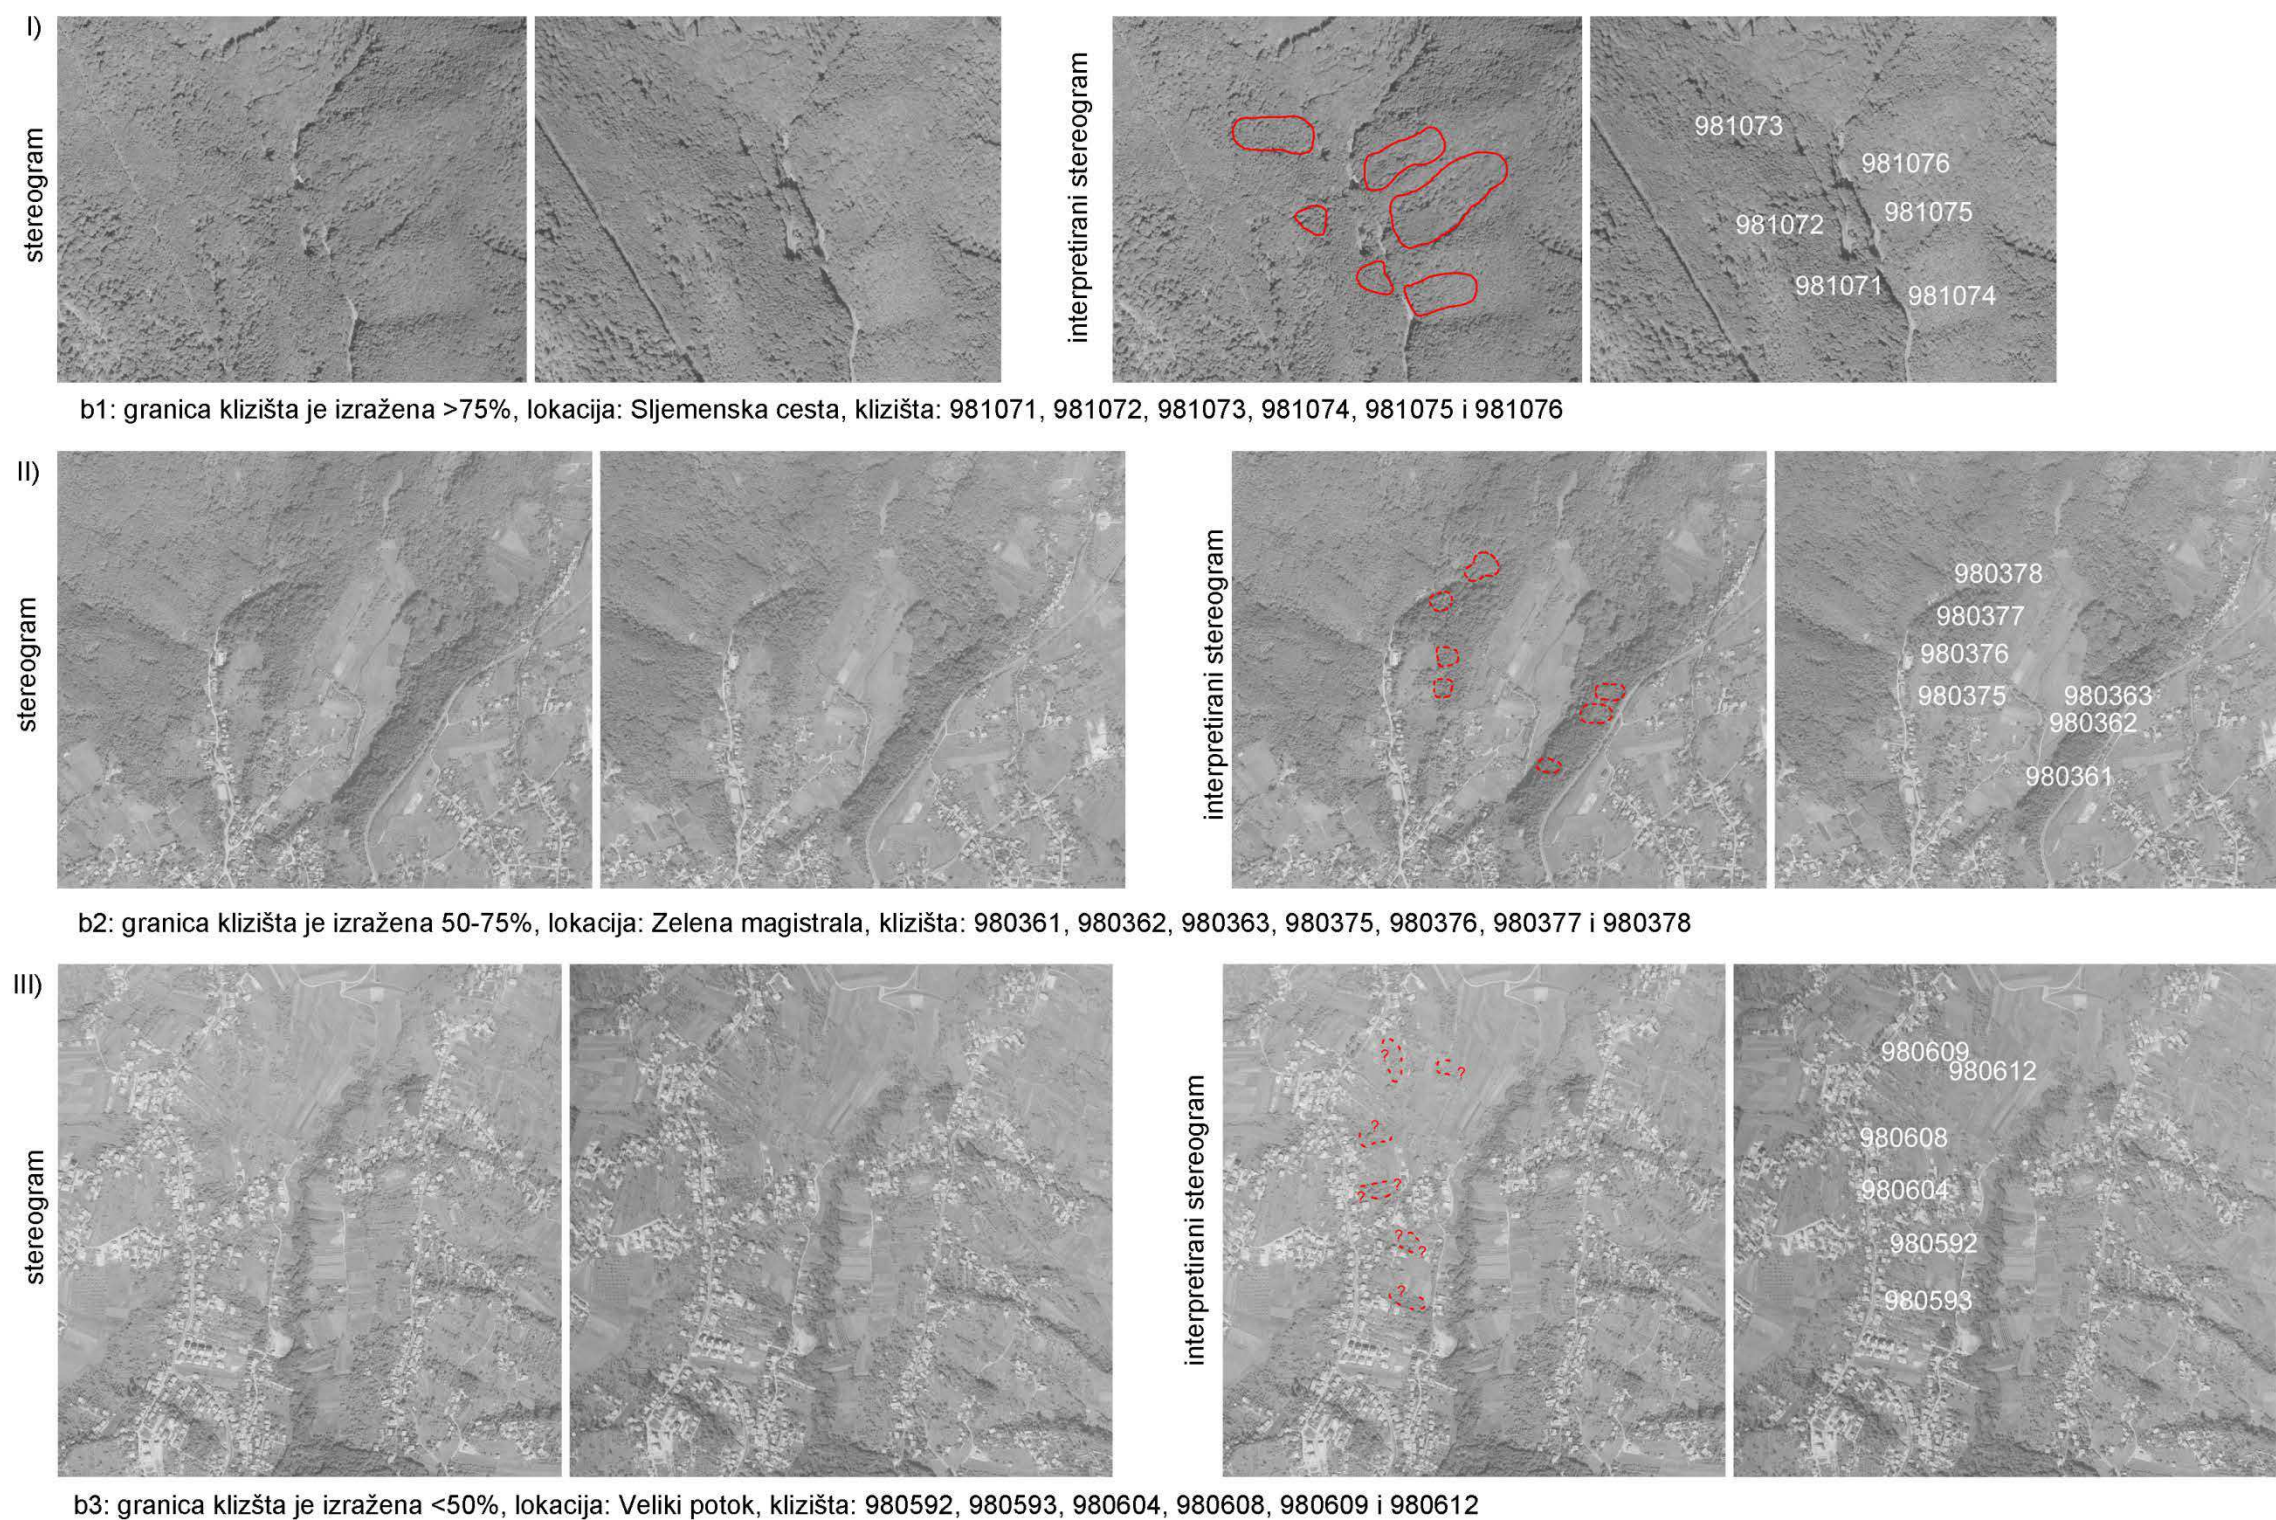 I)
stereogram
interpretirani stereogram
981073
981076
981075
981072
981071
981074
b1: granica klizišta je izražena >75%, lokacija: Sljemenska cesta, klizišta: 981071, 981072, 981073, 981074, 981075 i 981076
II)
stereogram
interpretirani stereogram
980378
980377
980376
980375
980363
980362
980361
b2: granica klizišta je izražena 50-75%, lokacija: Zelena magistrala, klizišta: 980361, 980362, 980363, 980375, 980376, 980377 i 980378
III)
stereogram
interpretirani stereogram
?
?
?
?
?
?
?
?
980609
980612
980608
980604
980592
980593
b3: granica klizšta je izražena <50%, lokacija: Veliki potok, klizišta: 980592, 980593, 980604, 980608, 980609 i 980612